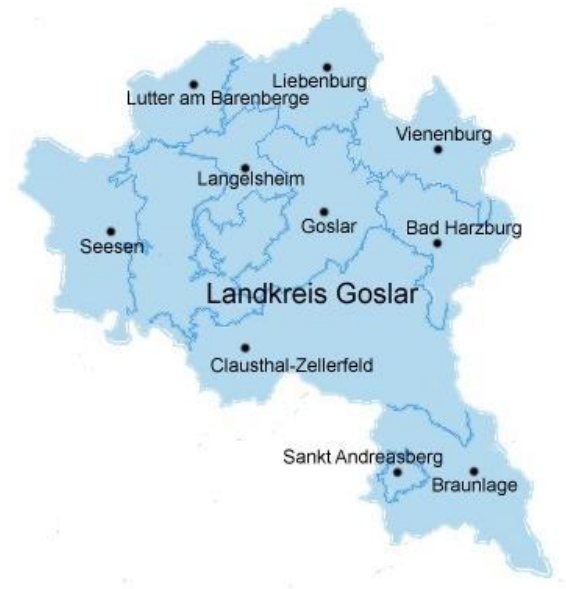 Liebenburg
Lutter am Barenberge
Vienenburg
Langelsheim
Goslar
Bad Harzburg
Seesen
Landkreis Goslar
Clausthal-Zellerfeld
Sankt Andreasberg
Braunlage